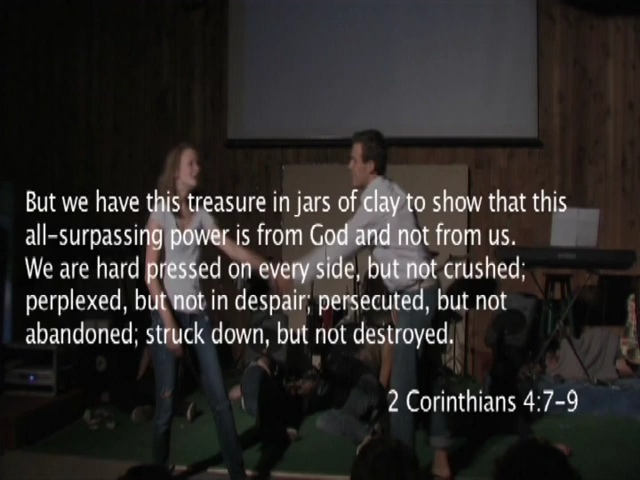 But we have this treasure in jars of clay to show that this
all-surpassing power is from God and not from us.
We are hard pressed on every side, but not crushed;
perplexed, but not in despair; persecuted, but not
abandoned; struck down, but not destroyed.
2 Corinthians 4:7-9